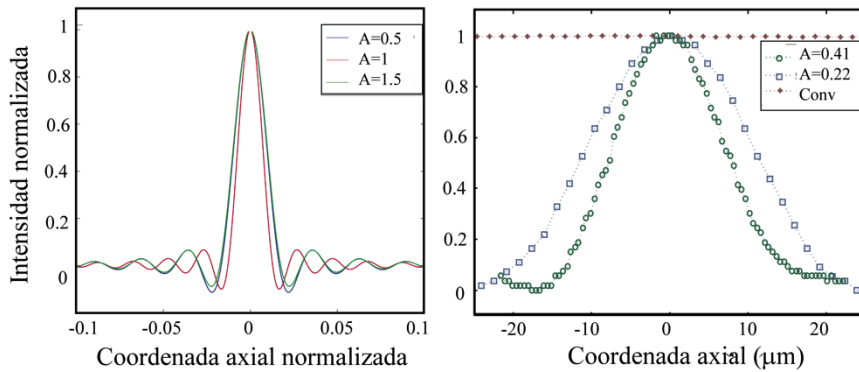 Intensidad normalizada
1
0.8
0.6
0.4
0.2
0
A=0.5
A=1
A=1.5
-0.1
-0.05
0
0.05
0.1
Coordenada axial normalizada
1
0.8
0.6
0.4
0.2
0
A=0.41
A=0.22
Conv
-20
-10
0
10
20
Coordenada axial (μm)